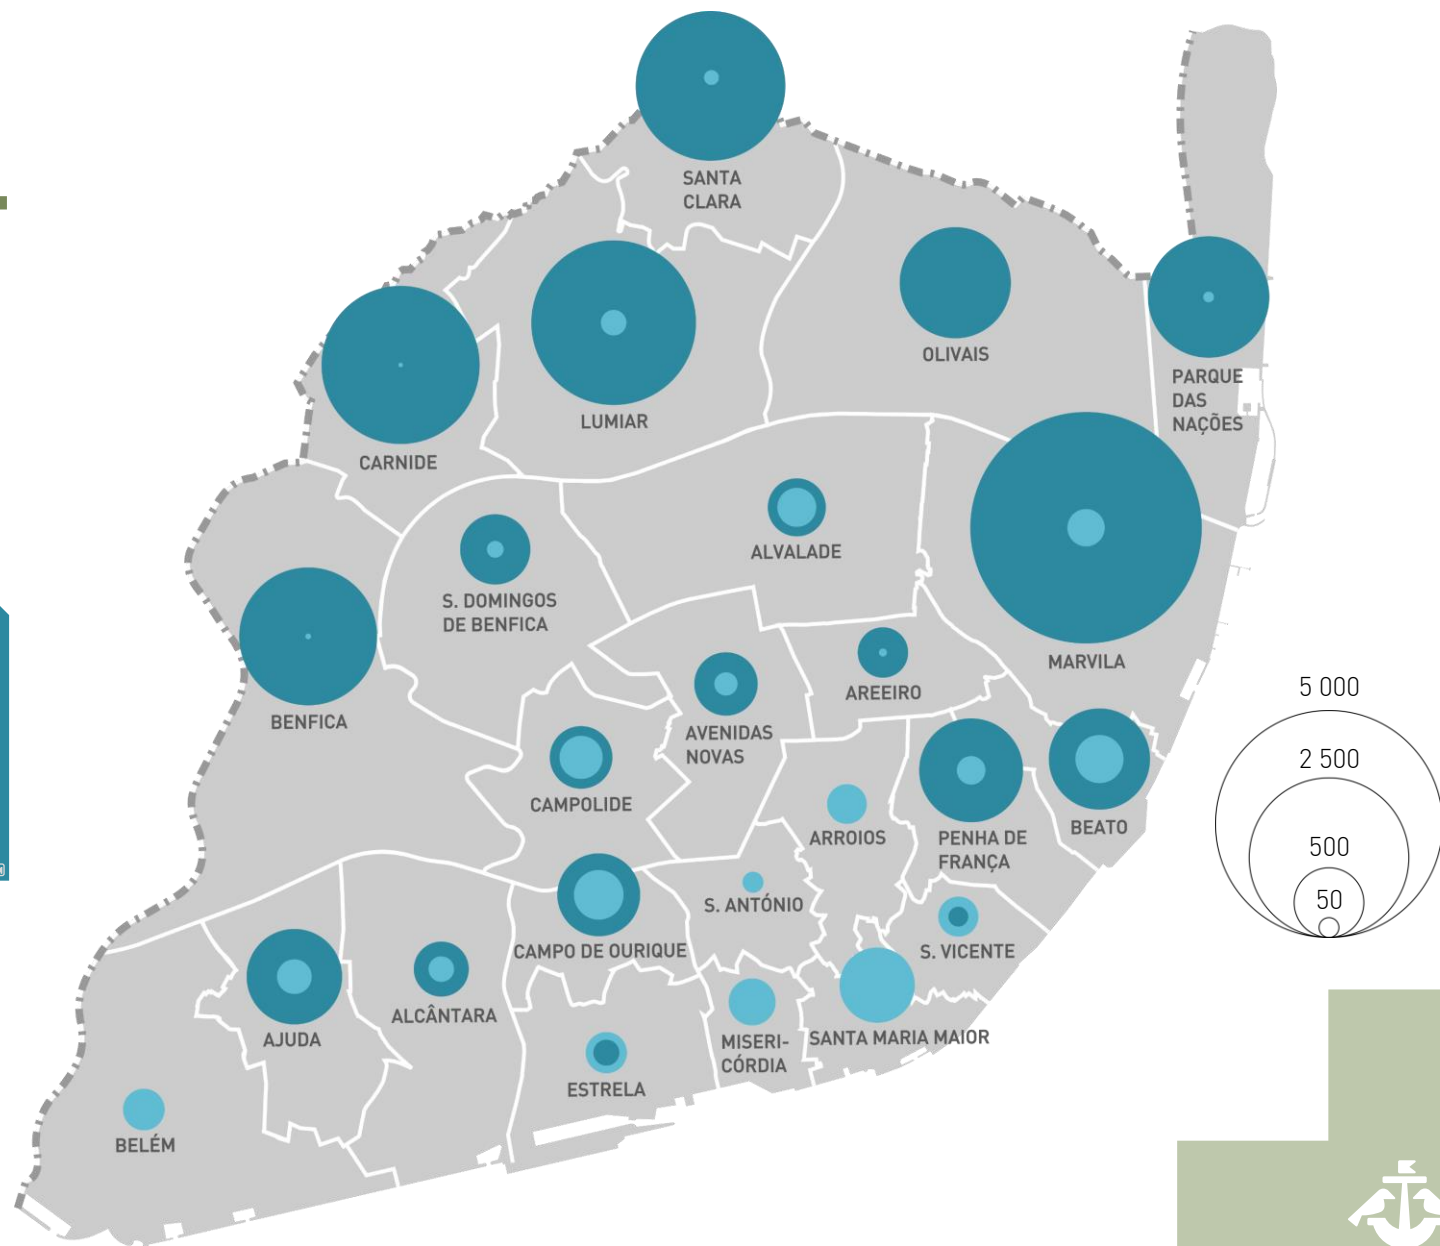 SANTA
CLARA
OLIVAIS
PARQUE
DAS
NAÇÕES
LUMIAR
CARNIDE
ALVALADE
S. DOMINGOS
DE BENFICA
MARVILA
AREEIRO
BENFICA
AVENIDAS
NOVAS
CAMPOLIDE
ARROIOS
PENHA DE
FRANÇA
BEATO
S. ANTÓNIO
CAMPO DE OURIQUE
S. VICENTE
ALCÂNTARA
AJUDA
MISERI-
CÓRDIA
SANTA MARIA MAIOR
ESTRELA
BELÉM
5 000
2 500
500
50